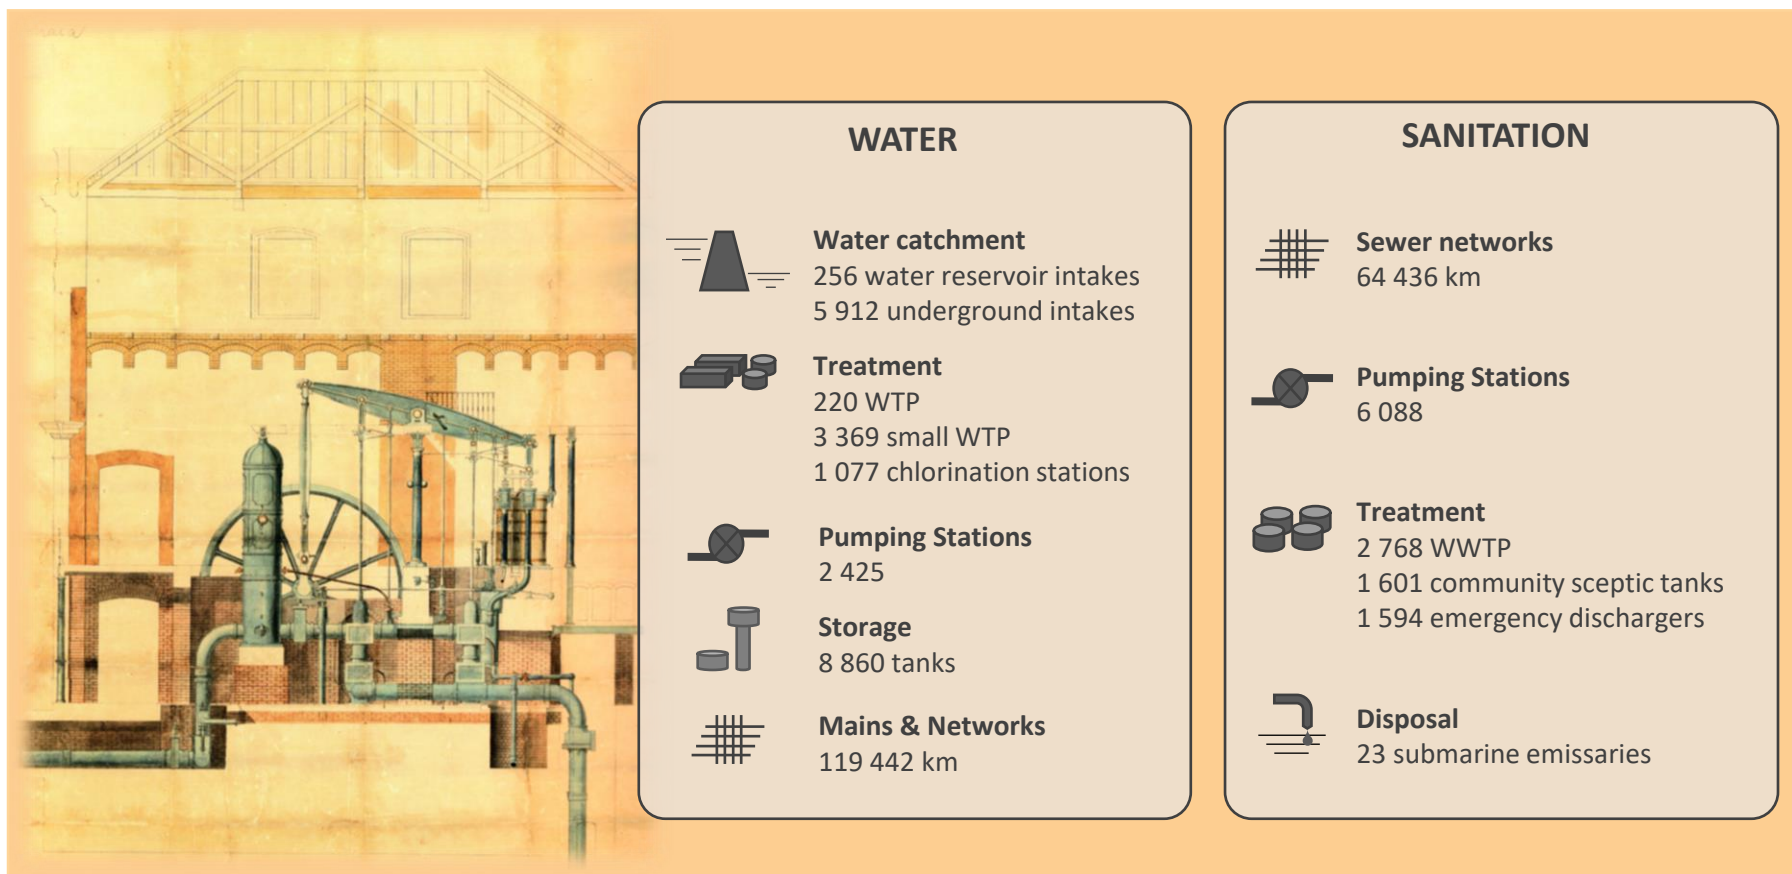 WATER
Water catchment
256 water reservoir intakes
5 912 underground intakes
Treatment
220 WTP
3 369 small WTP
1 077 chlorination stations
Pumping Stations
2 425
Storage
8 860 tanks
Mains & Networks
119 442 km
SANITATION
Sewer networks
64 436 km
Pumping Stations
6 088
Treatment
2 768 WWTP
1 601 community sceptic tanks
1 594 emergency dischargers
Disposal
23 submarine emissaries